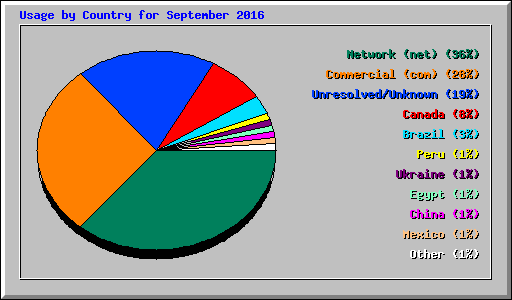 Usage by Country for September 2016
Network (net) (36%)
Commercial (com) (28%)
Unresolved/Unknown (19%)
Canada (8%)
Brazil (3%)
Peru (1%)
Ukraine (1%)
Egypt (1%)
China (1%)
Mexico (1%)
Other (1%)